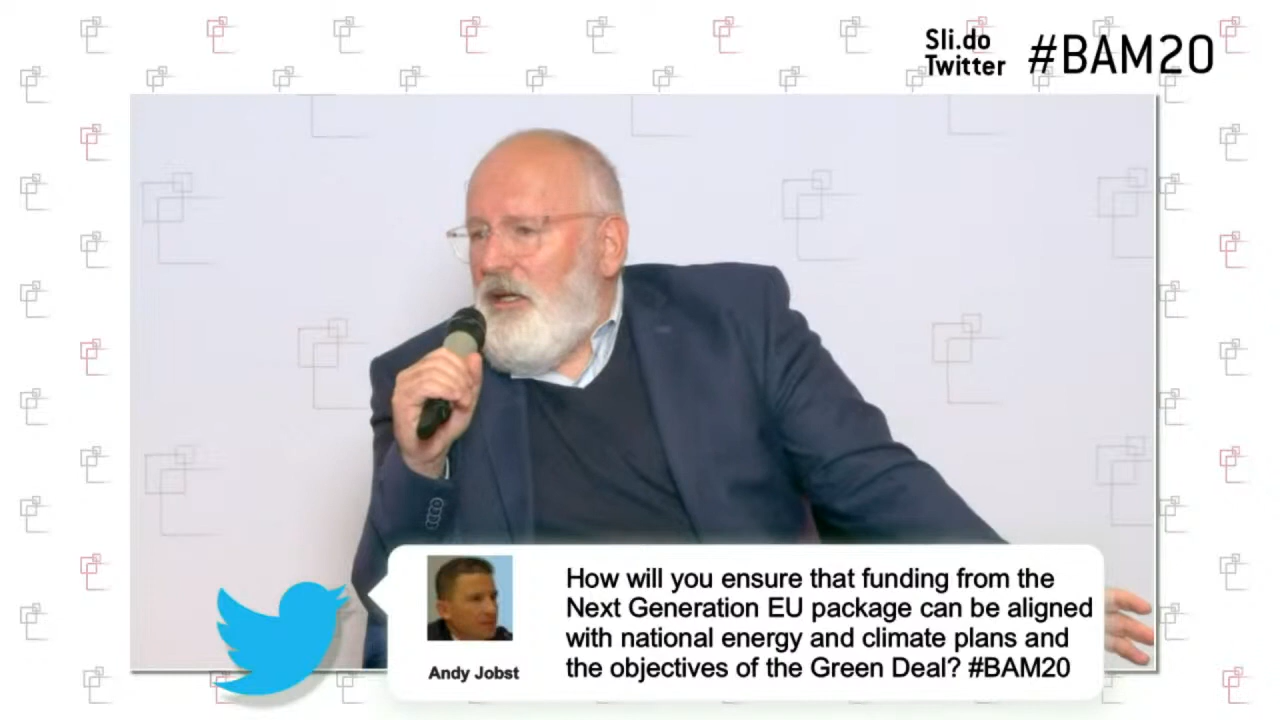 Sli.do
Twitter
#BAM20
How will you ensure that funding from the
Next Generation EU package can be aligned
with national energy and climate plans and
the objectives of the Green Deal? #BAM20
Andy Jobst